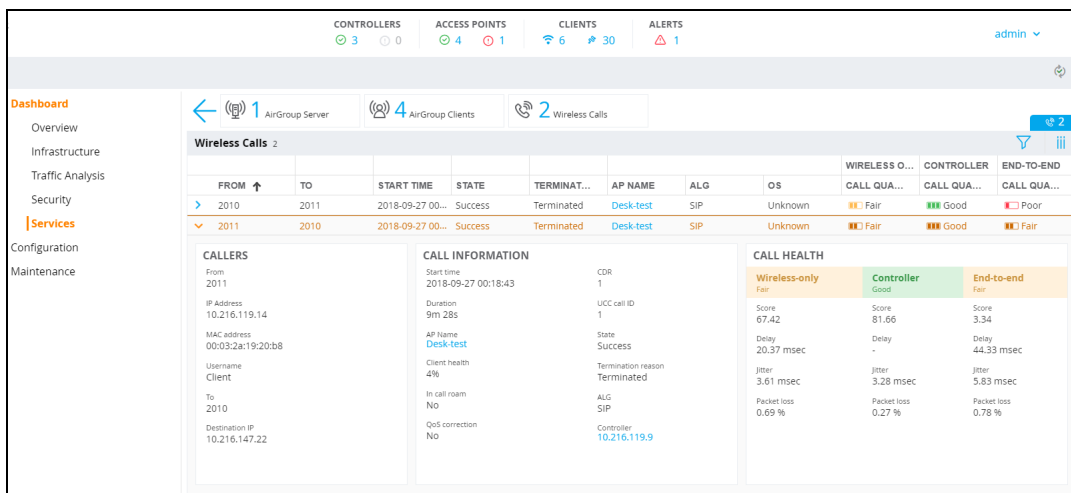 CONTROLLERS ACCESS POINTS CLIENTS ALERTS
3 0 4 1 6 30 1 admin
Dashboard
Overview
Infrastructure
Traffic Analysis
Security
Services
Configuration
Maintenance
1 AirGroup Server 4 AirGroup Clients 2 Wireless Calls
2
Wireless Calls 2
WIRELESS O... CONTROLLER END-TO-END
FROM TO START TIME STATE TERMINAT... AP NAME ALG OS CALL QUA... CALL QUA... CALL QUA...
2010 2011 2018-09-27 00-... Success Terminated Desk-test SIP Unknown Fair Good Poor
2011 2010 2018-09-27 00-... Success Terminated Desk-test SIP Unknown Fair Good Fair
CALLERS
From
2011
IP Address
10.216.119.14
MAC address
00:03:2a:19:20:b8
Username
Client
To
2010
Destination IP
10.216.147.22
CALL INFORMATION
Start time
2018-09-27 00:18:43
Duration
9m 28s
AP Name
Desk-test
Client health
4%
In call roam
No
QoS correction
No
CDR
1
UCC call ID
1
State
Success
Termination reason
Terminated
ALG
SIP
Controller
10.216.119.9
CALL HEALTH
Wireless-only
Fair
Score
67.42
Delay
20.37 msec
Jitter
3.61 msec
Packet loss
0.69 %
Controller
Good
Score
81.66
Delay
-
Jitter
3.28 msec
Packet loss
0.27 %
End-to-end
Fair
Score
3.34
Delay
44.33 msec
Jitter
5.83 msec
Packet loss
0.78 %